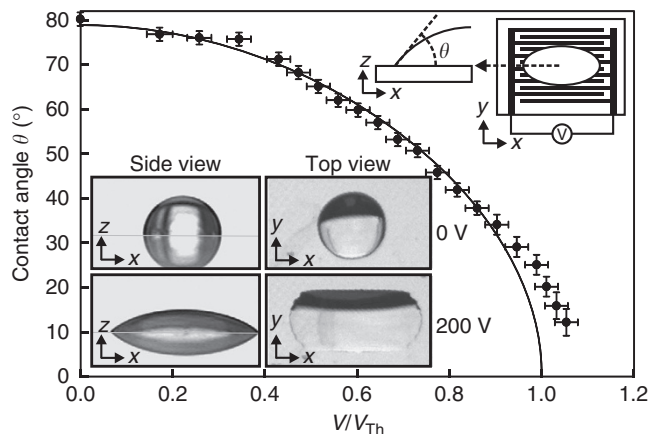 80
70
60
50
40
30
20
10
0
Contact angle θ (°)
0.0
0.2
0.4
0.6
0.8
1.0
1.2
V/V_Th
z
x
θ
y
x
V
Side view
Top view
z
x
y
x
0 V
z
x
y
x
200 V